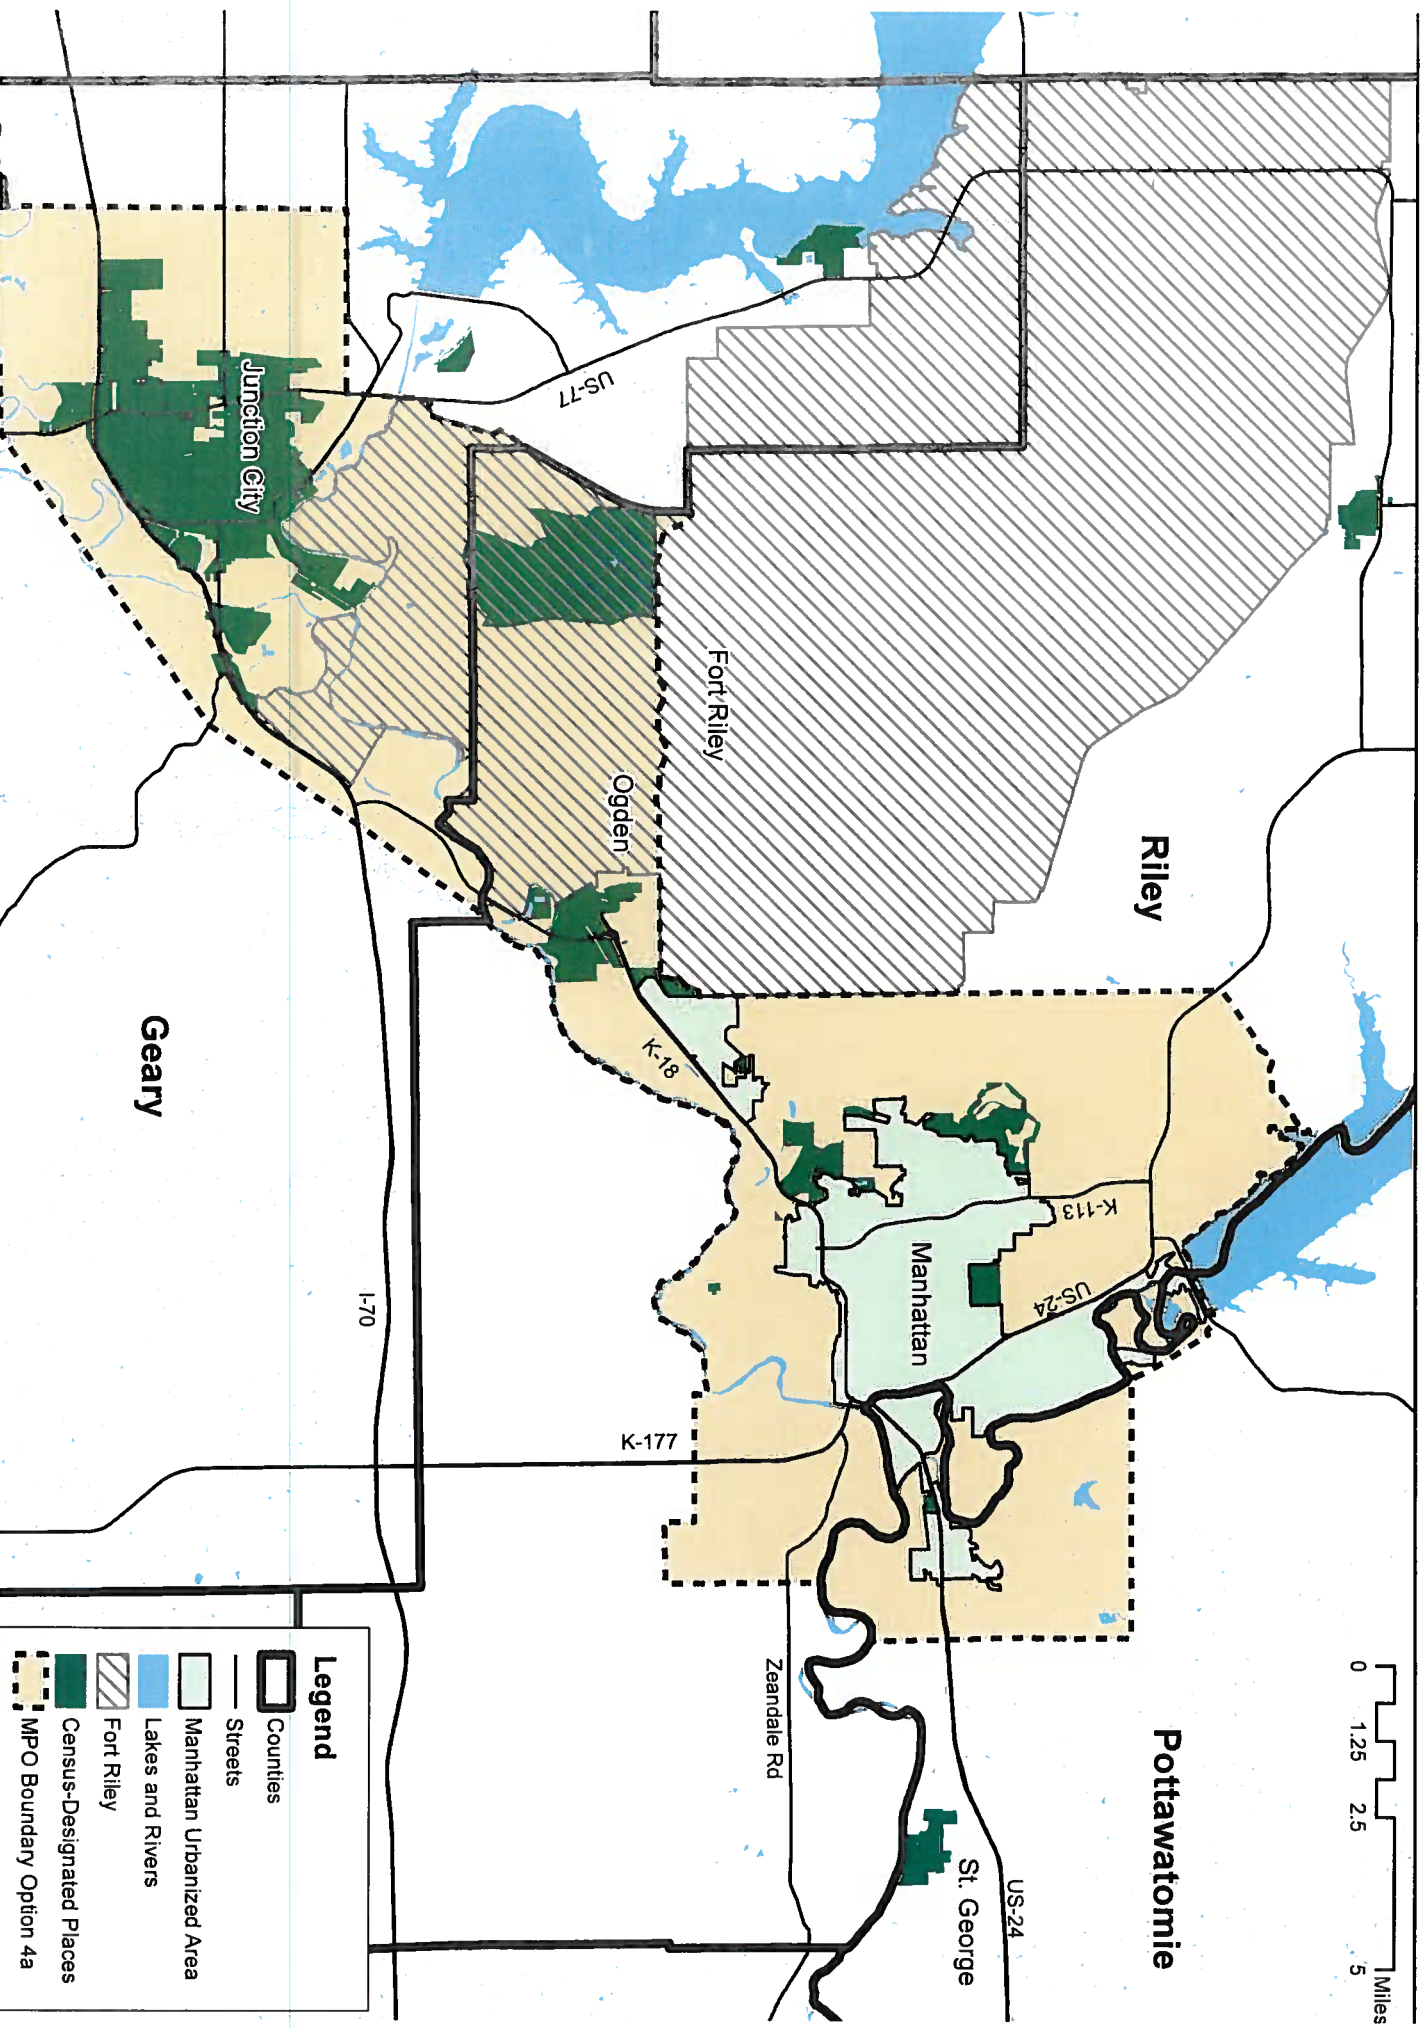 0 1.25 2.5 5
Miles
Riley
Pottawatomie
US-24
St. George
K-113
US-24
Manhattan
Zeandale Rd
Fort Riley
K-18
K-177
Ogden
US-77
I-70
Junction City
Geary
Legend
Counties
Streets
Manhattan Urbanized Area
Lakes and Rivers
Fort Riley
Census-Designated Places
MPO Boundary Option 4a